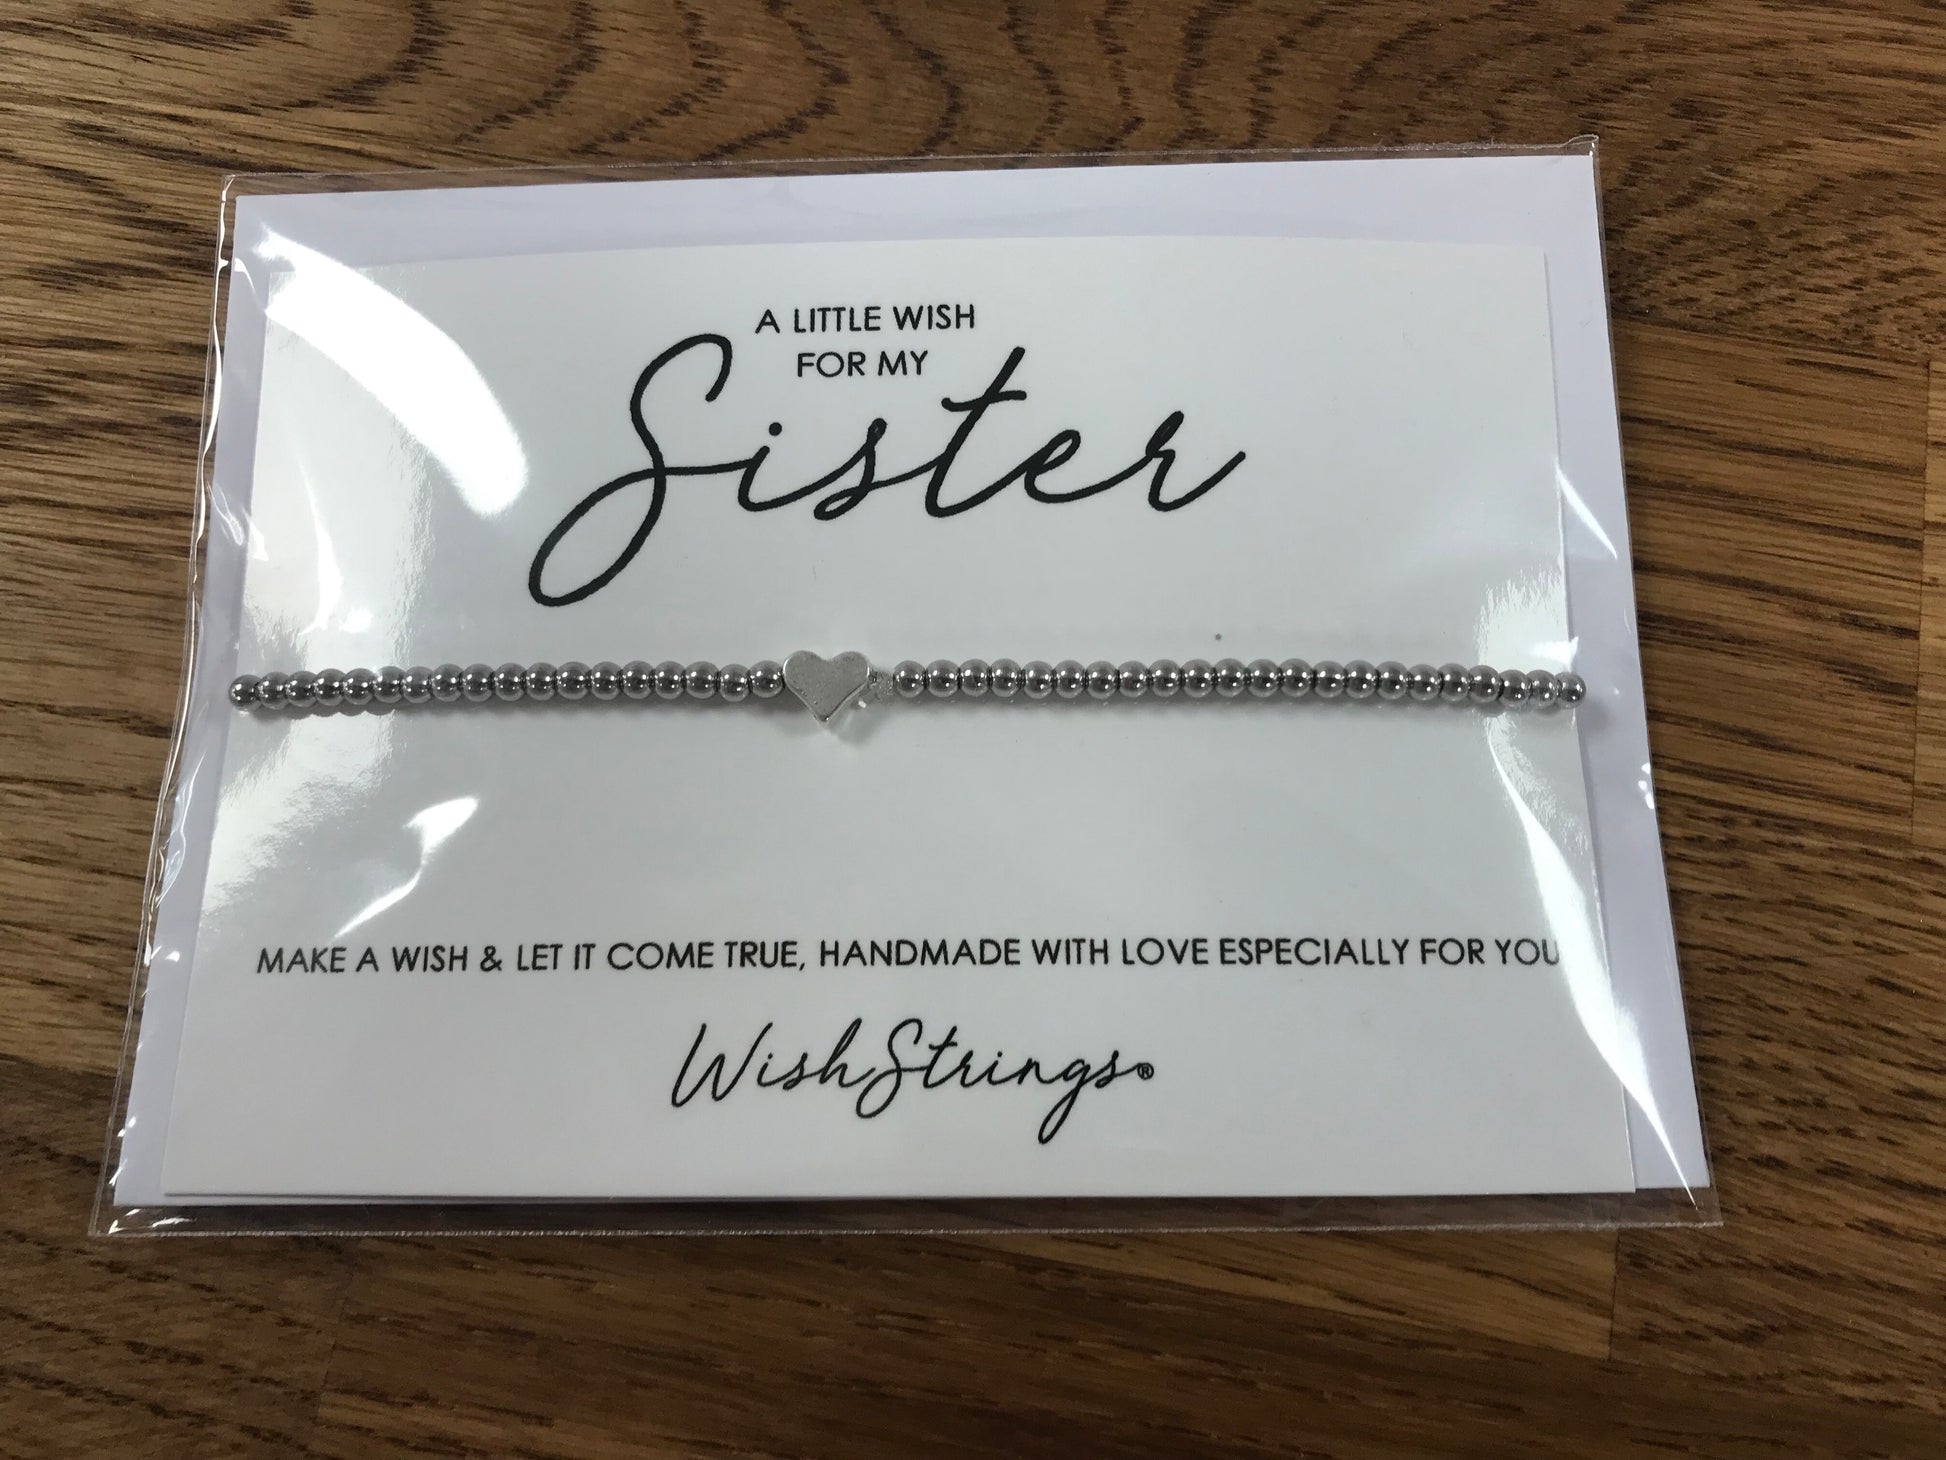 A LITTLE WISH
FOR MY
Sister
MAKE A WISH & LET IT COME TRUE, HANDMADE WITH LOVE ESPECIALLY FOR YOU
WishStrings®